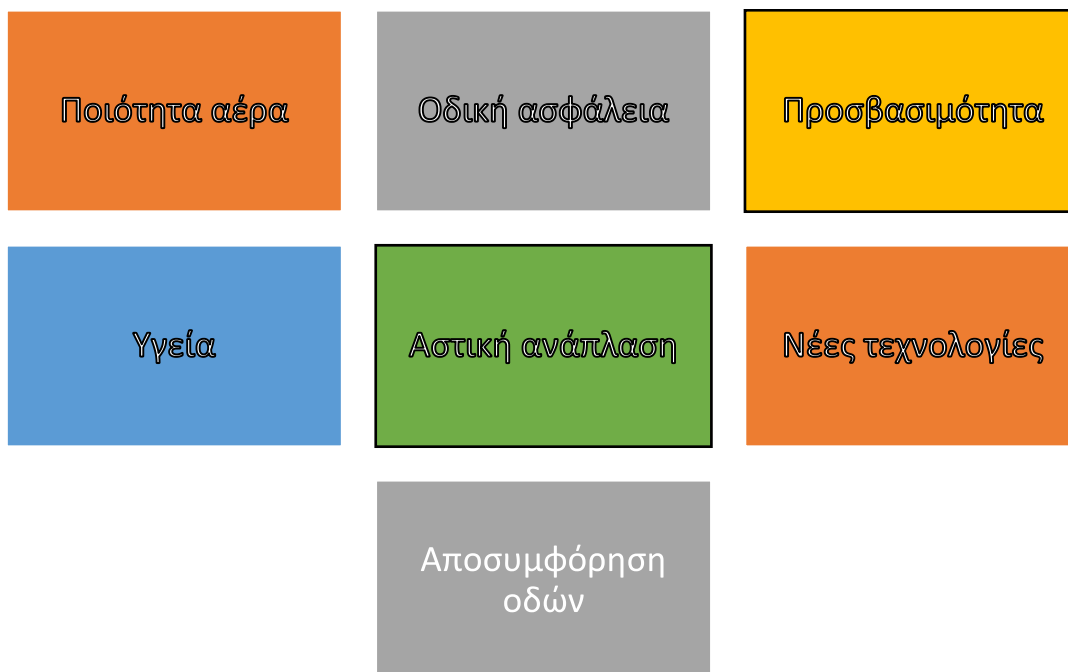 Ποιότητα αέρα
Οδική ασφάλεια
Προσβασιμότητα
Υγεία
Αστική ανάπλαση
Νέες τεχνολογίες
Αποσυμφόρηση
οδών